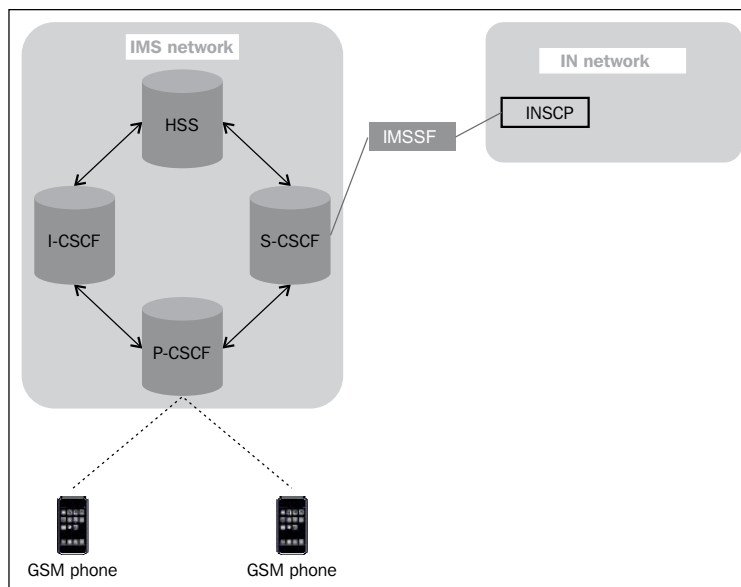 IMS network
IN network
HSS
INSCP
IMSSF
I-CSCF
S-CSCF
P-CSCF
GSM phone
GSM phone